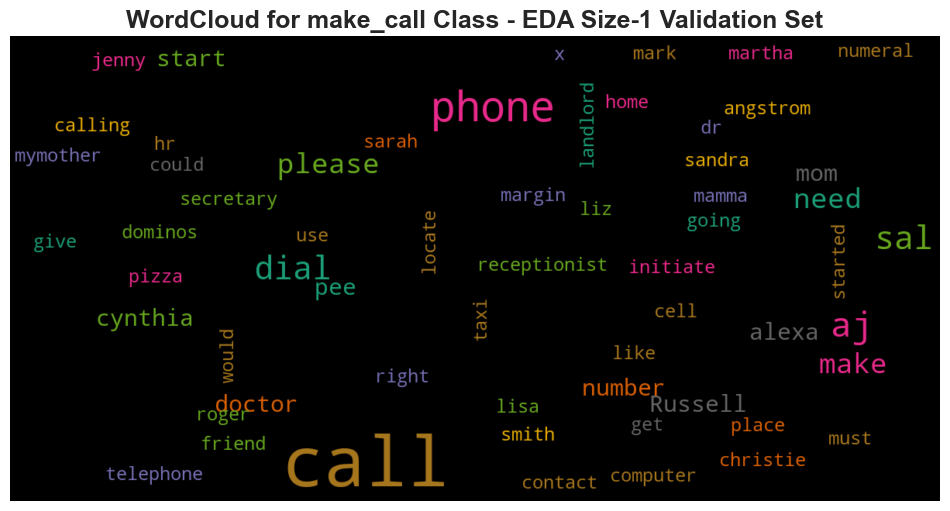 WordCloud for make_call Class - EDA Size-1 Validation Set
jenny
start
x
mark
martha
numeral
phone
landlord
home
angstrom
calling
dr
hr
sarah
mymother
could
please
sandra
mom
secretary
margin
liz
mamma
need
going
give
dominos
use
locate
started
sal
pizza
dial
pee
receptionist
initiate
cynthia
taxi
cell
alexa
aj
would
like
make
right
number
doctor
roger
lisa
Russell
friend
smith
get
place
must
telephone
call
contact
computer
christie